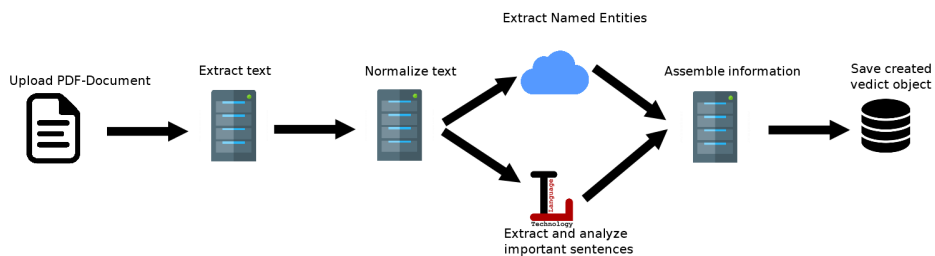 Upload PDF-Document
Extract text
Normalize text
Extract Named Entities
Language
Technology
Extract and analyze
important sentences
Assemble information
Save created
vedict object